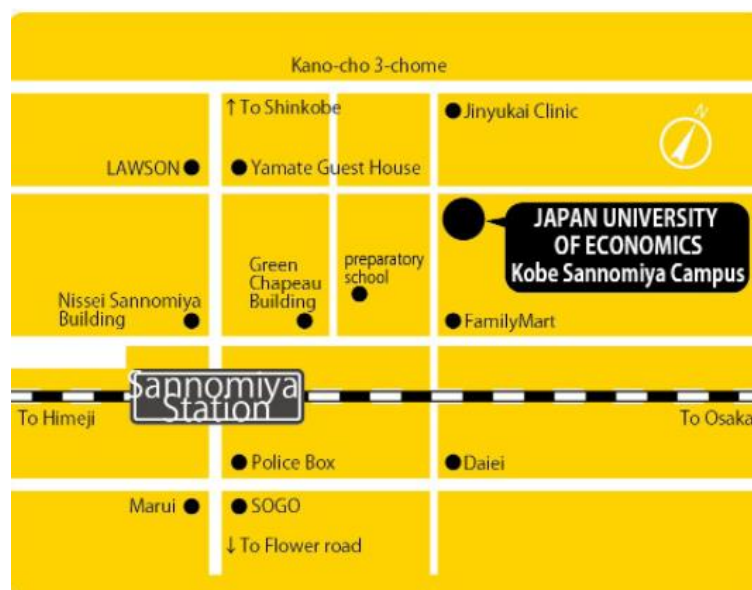 Kano-cho 3-chome
↑ To Shinkobe
Jinyukai Clinic
N
LAWSON
Yamate Guest House
JAPAN UNIVERSITY
OF ECONOMICS
Kobe Sannomiya Campus
Green
Chapeau
Building
preparatory
school
Nissei Sannomiya
Building
FamilyMart
Sannomiya
Station
To Himeji
To Osaka
Police Box
Daiei
Marui
SOGO
↓ To Flower road